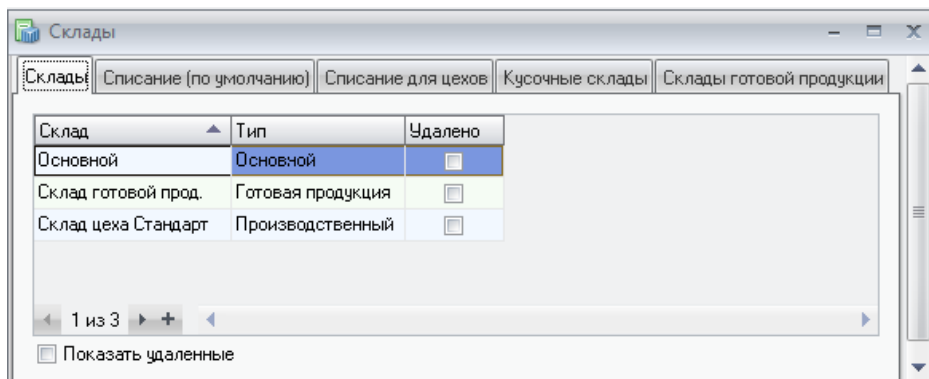 Склады
Склады Списание (по умолчанию) Списание для цехов Кусочные склады Склады готовой продукции
Склад Тип Удалено
Основной Основной
Склад готовой прод. Готовая продукция
Склад цеха Стандарт Производственный
1 из 3
Показать удаленные